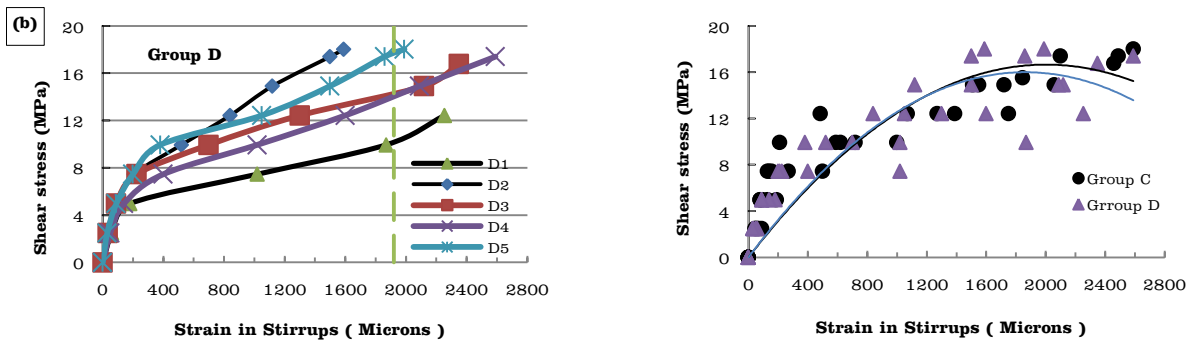 (b)
Group D
Shear stress (MPa)
20
16
12
8
4
0
0 400 800 1200 1600 2000 2400 2800
Strain in Stirrups ( Microns )
D1
D2
D3
D4
D5
Shear stress (MPa)
20
16
12
8
4
0
0 400 800 1200 1600 2000 2400 2800
Strain in Stirrups ( Microns )
Group C
Grroup D